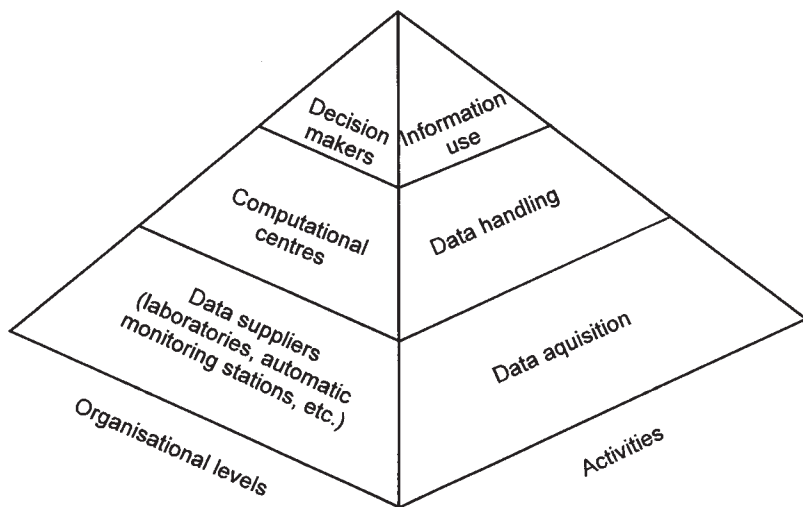 Decision
makers
Information
use
Computational
centres
Data handling
Data suppliers
(laboratories, automatic
monitoring stations, etc.)
Data aquisition
Organisational levels
Activities